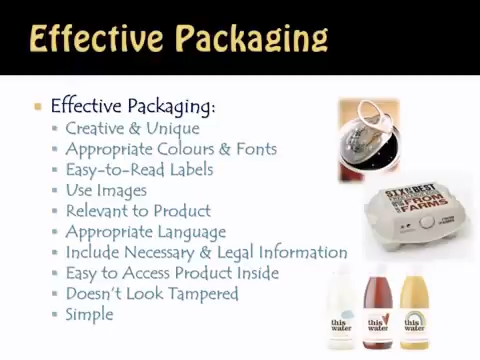 Effective Packaging
Effective Packaging:
Creative & Unique
Appropriate Colours & Fonts
Easy-to-Read Labels
Use Images
Relevant to Product
Appropriate Language
Include Necessary & Legal Information
Easy to Access Product Inside
Doesn't Look Tampered
Simple
SIX of the BEST
FROM
FARMS
this
water
this
water
this
water